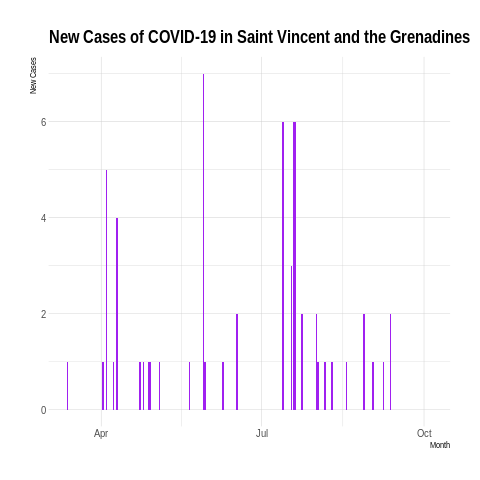 New Cases of COVID-19 in Saint Vincent and the Grenadines
New Cases
6
4
2
0
Apr
Jul
Oct
Month